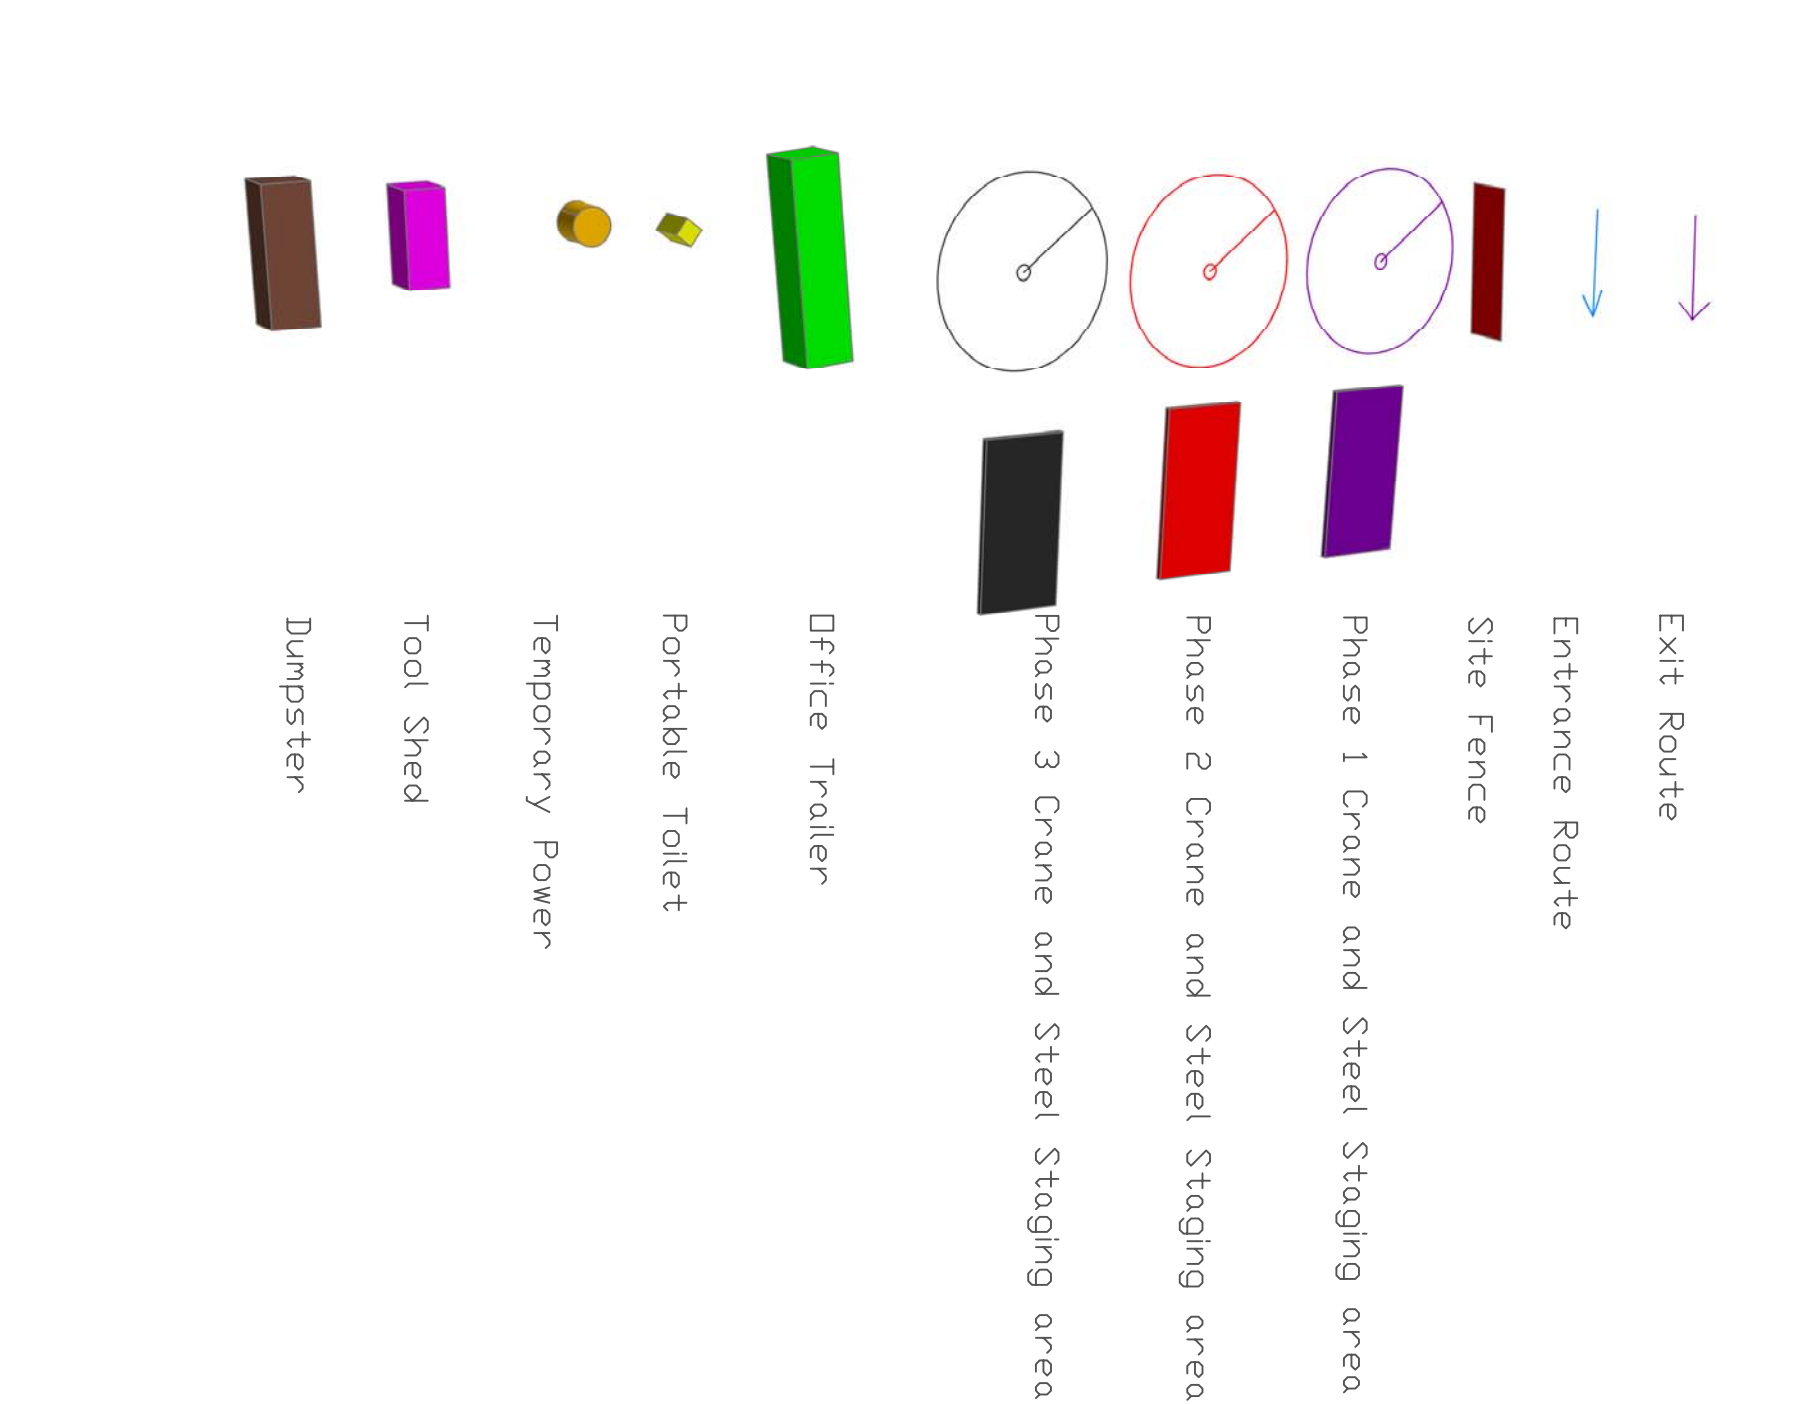 Exit Route
Entrance Route
Site Fence
Phase 1 Crane and Steel Staging area
Phase 2 Crane and Steel Staging area
Phase 3 Crane and Steel Staging area
Office Trailer
Portable Toilet
Temporary Power
Tool Shed
Dumpster